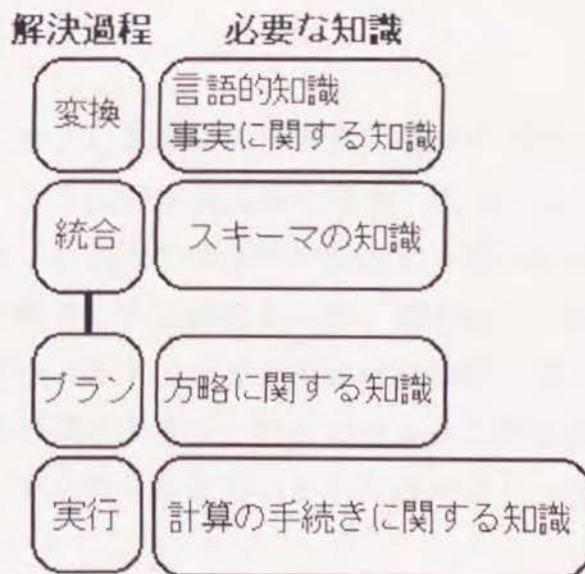 解決過程 必要な知識
変換 言語的知識
事実に関する知識
統合 スキーマの知識
プラン 方略に関する知識
実行 計算の手続きに関する知識